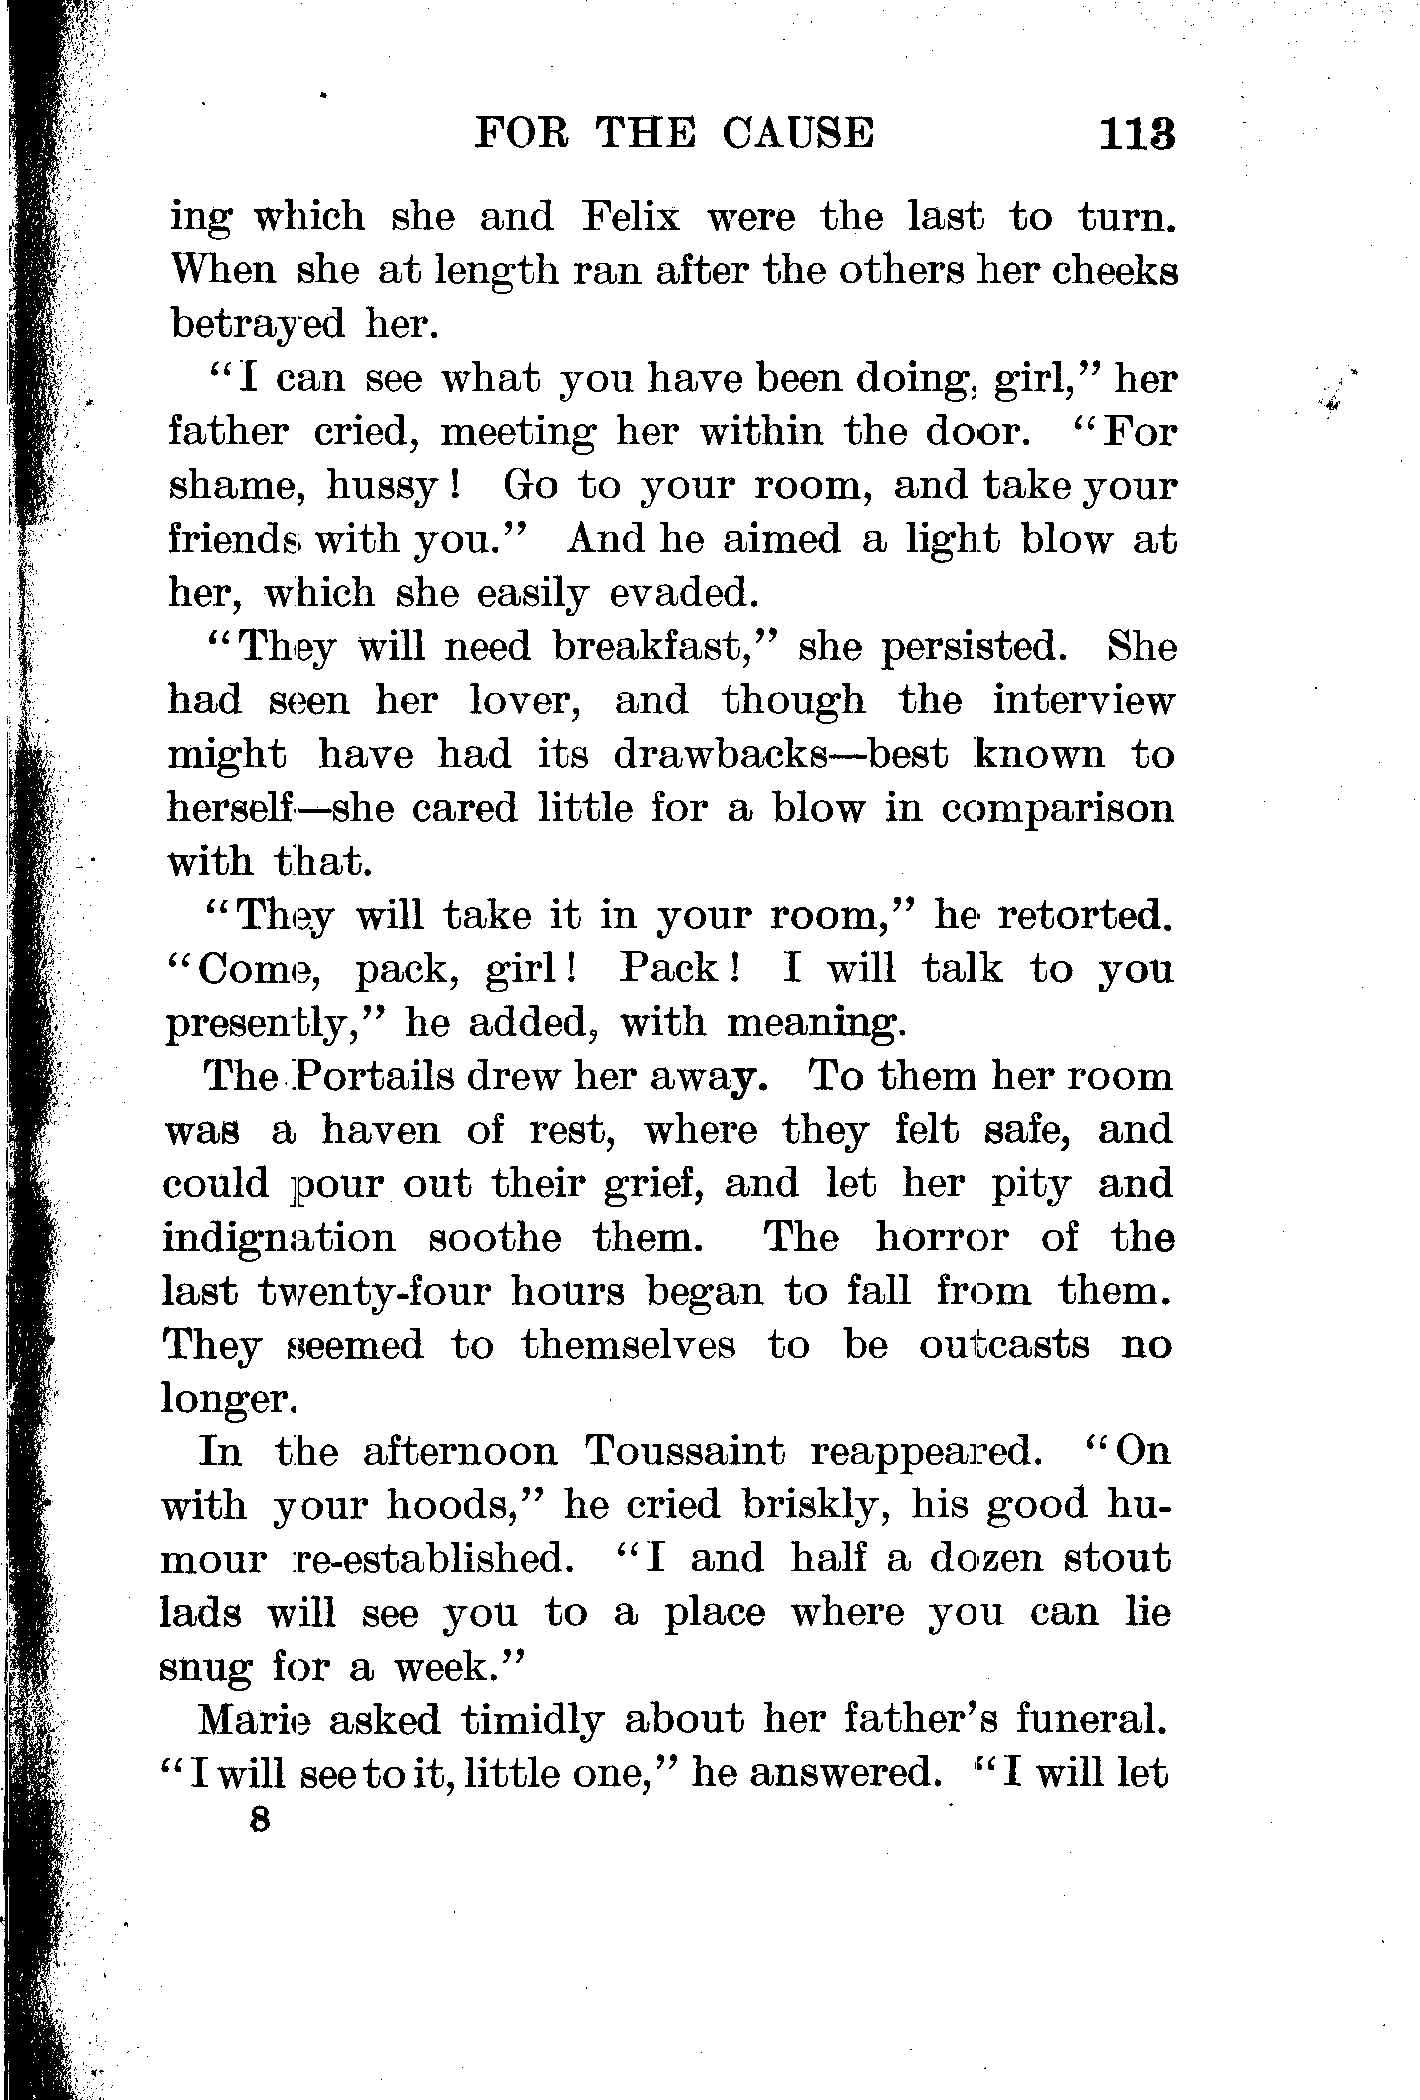 FOR THE CAUSE 113
ing which she and Felix were the last to turn.
When she at length ran after the others her cheeks
betrayed her.
"I can see what you have been doing, girl," her
father cried, meeting her within the door. "For
shame, hussy! Go to your room, and take your
friends with you." And he aimed a light blow at
her, which she easily evaded.
"They will need breakfast," she persisted. She
had seen her lover, and though the interview
might have had its drawbacks—best known to
herself—she cared little for a blow in comparison
with that.
"They will take it in your room," he retorted.
"Come, pack, girl! Pack! I will talk to you
presently," he added, with meaning.
The Portails drew her away. To them her room
was a haven of rest, where they felt safe, and
could pour out their grief, and let her pity and
indignation soothe them. The horror of the
last twenty-four hours began to fall from them.
They seemed to themselves to be outcasts no
longer.
In the afternoon Toussaint reappeared. "On
with your hoods," he cried briskly, his good hu-
mour re-established. "I and half a dozen stout
lads will see you to a place where you can lie
snug for a week."
Marie asked timidly about her father's funeral.
"I will see to it, little one," he answered. "I will let
8